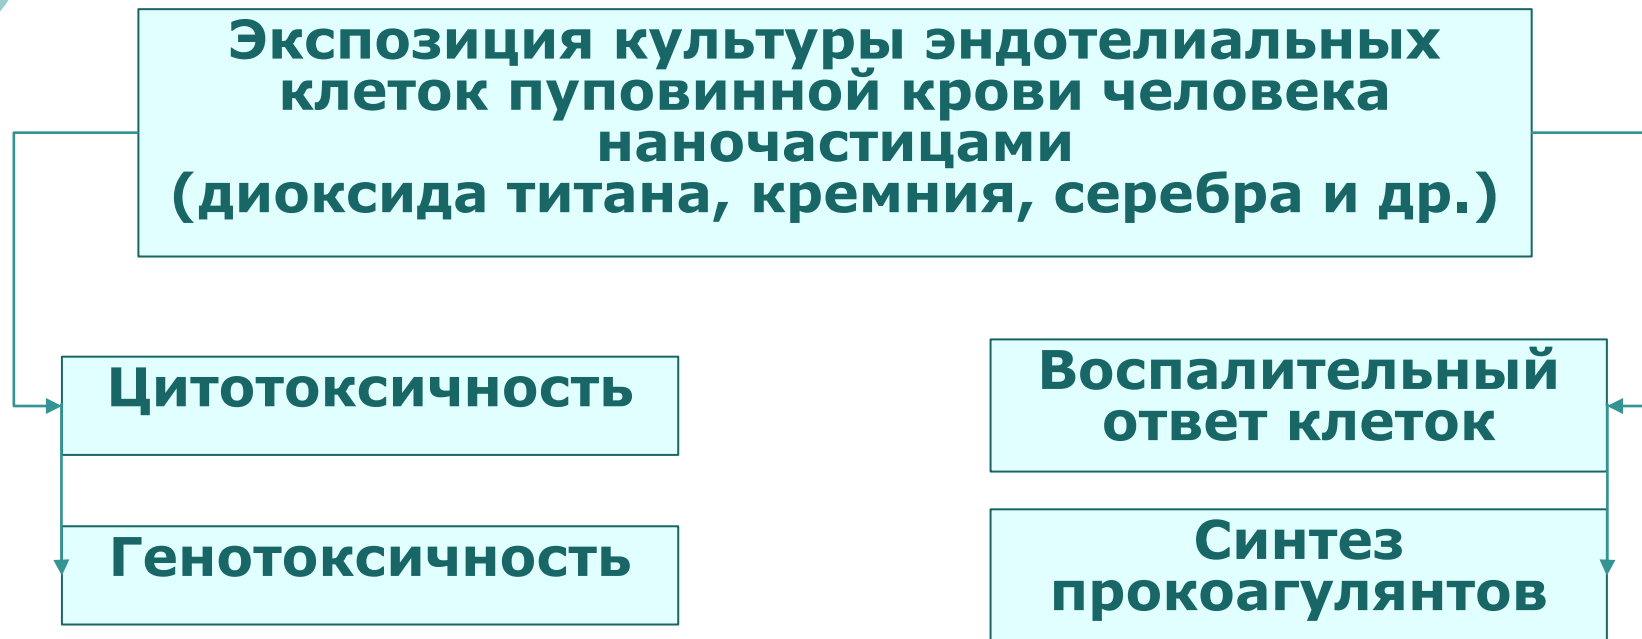 Экспозиция культуры эндотелиальных
клеток пуповинной крови человека
наночастицами
(диоксида титана, кремния, серебра и др.)
Цитотоксичность
Генотоксичность
Воспалительный
ответ клеток
Синтез
прокоагулянтов